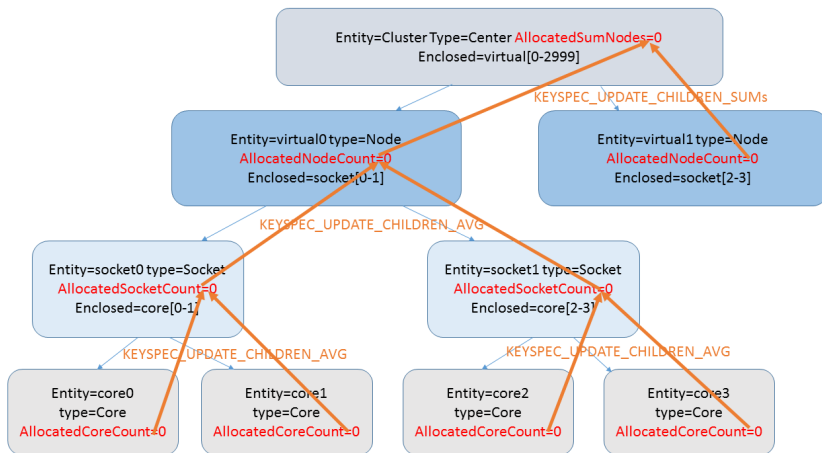 Entity=Cluster Type=Center AllocatedSumNodes=0
Enclosed=virtual[0-2999]
KEYSPEC_UPDATE_CHILDREN_SUMs
Entity=virtual0 type=Node
AllocatedNodeCount=0
Enclosed=socket[0-1]
Entity=virtual1 type=Node
AllocatedNodeCount=0
Enclosed=socket[2-3]
KEYSPEC_UPDATE_CHILDREN_AVG
Entity=socket0 type=Socket
AllocatedSocketCount=0
Enclosed=core[0-1]
Entity=socket1 type=Socket
AllocatedSocketCount=0
Enclosed=core[2-3]
KEYSPEC_UPDATE_CHILDREN_AVG
KEYSPEC_UPDATE_CHILDREN_AVG
Entity=core0
type=Core
AllocatedCoreCount=0
Entity=core1
type=Core
AllocatedCoreCount=0
Entity=core2
type=Core
AllocatedCoreCount=0
Entity=core3
type=Core
AllocatedCoreCount=0